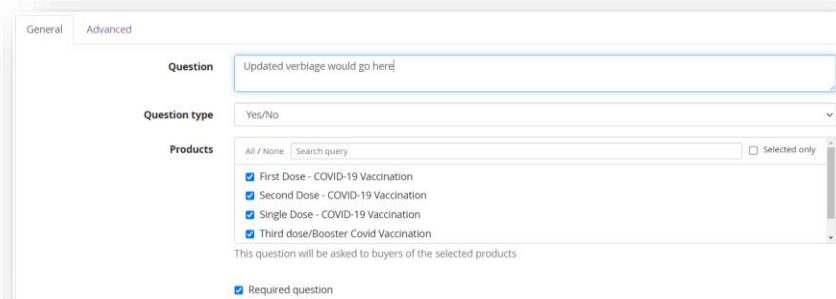 General Advanced
Question Updated verbiage would go here
Question type Yes/No
Products All / None Search query Selected only
First Dose - COVID-19 Vaccination
Second Dose - COVID-19 Vaccination
Single Dose - COVID-19 Vaccination
Third dose/Booster Covid Vaccination
This question will be asked to buyers of the selected products
Required question